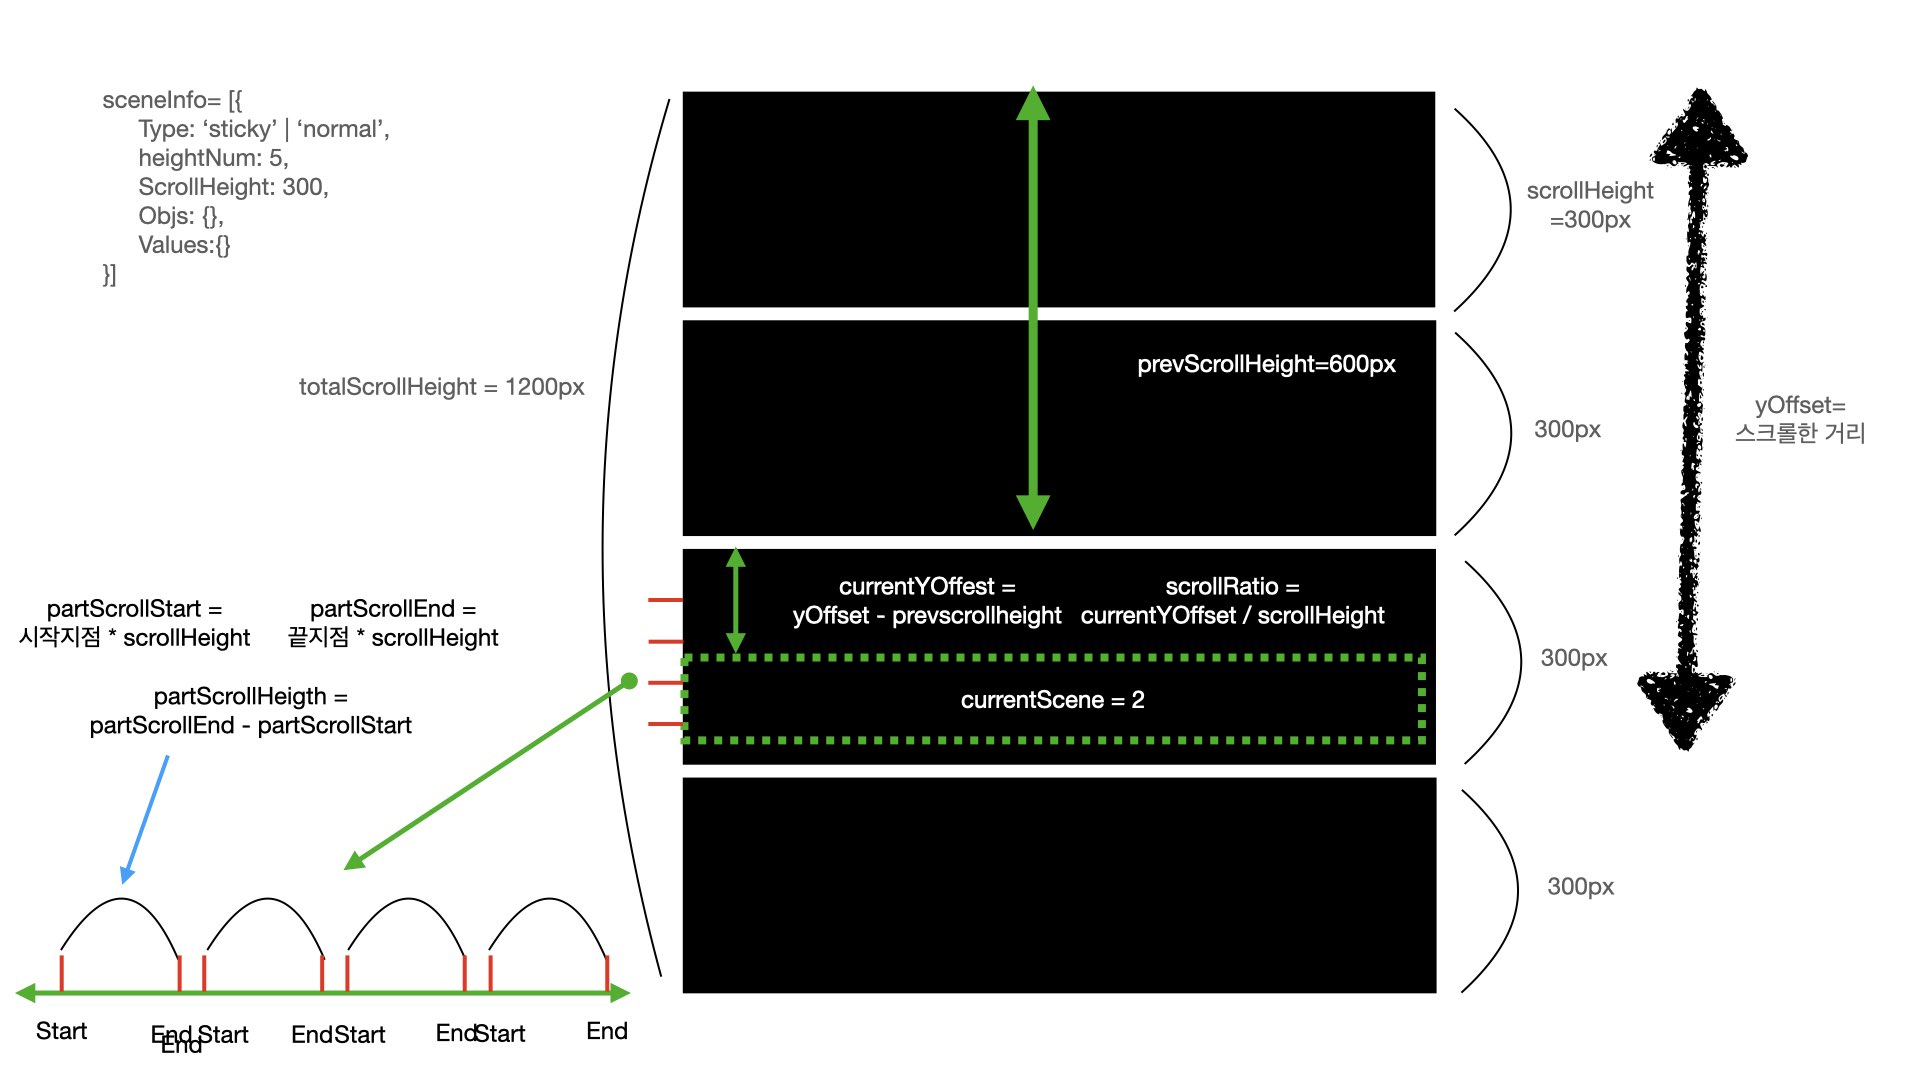 sceneInfo= [{
Type: ‘sticky’ | ‘normal’,
heightNum: 5,
ScrollHeight: 300,
Objs: {},
Values:{}
}]
scrollHeight
=300px
prevScrollHeight=600px
totalScrollHeight = 1200px
300px
yOffset=
스크롤한 거리
currentYOffest =
yOffset - prevscrollheight
scrollRatio =
currentYOffset / scrollHeight
partScrollStart =
시작지점 * scrollHeight
partScrollEnd =
끝지점 * scrollHeight
300px
currentScene = 2
partScrollHeigth =
partScrollEnd - partScrollStart
300px
Start
End
End
Start
End
Start
End
Start
End